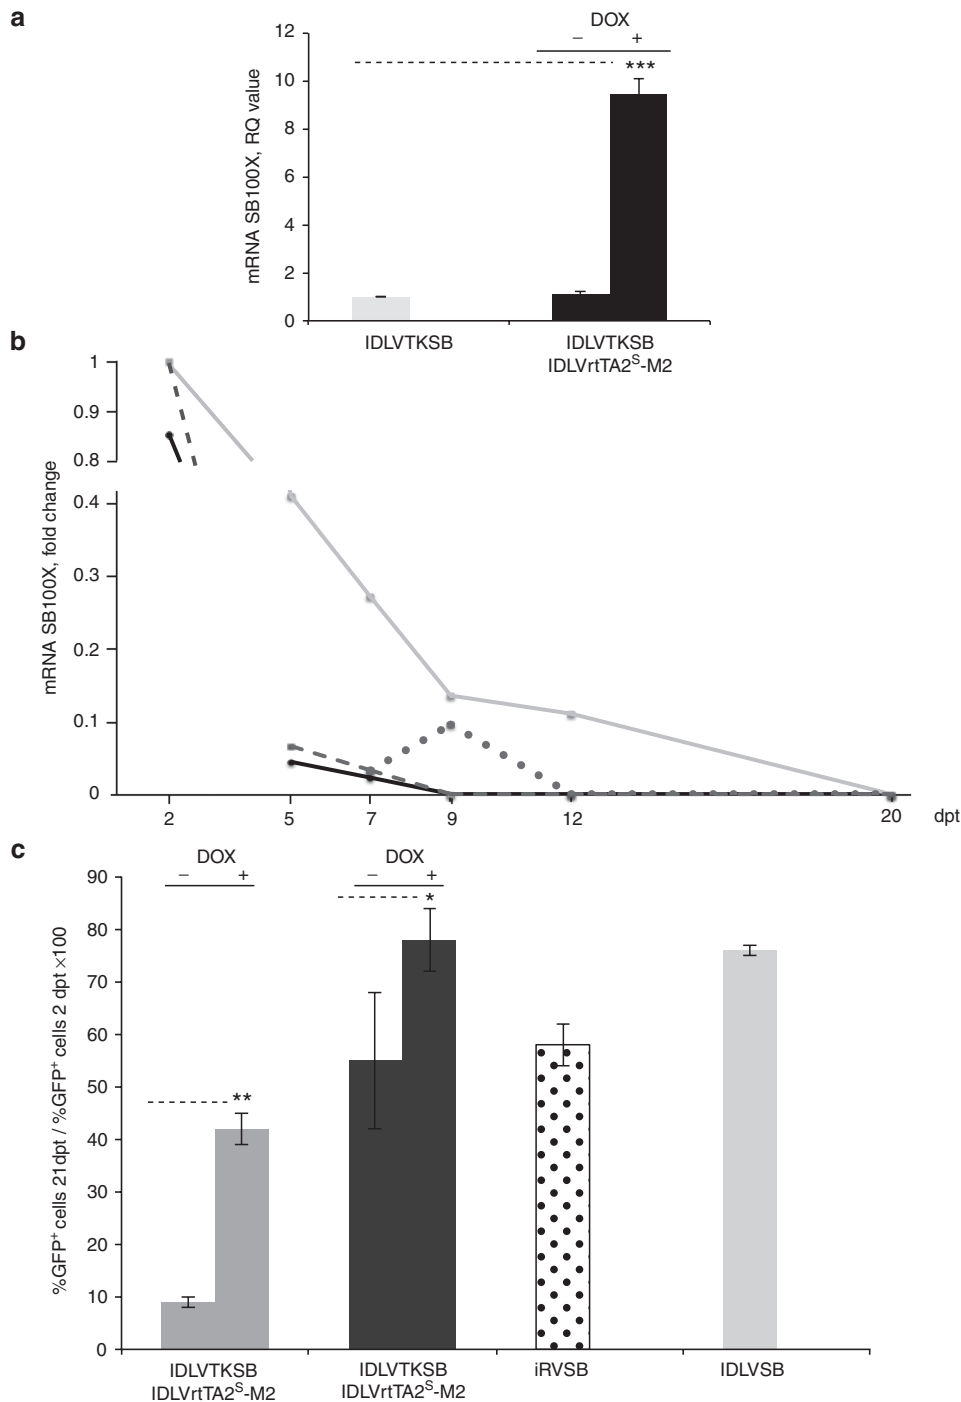 a
DOX
− +
***
12
10
8
6
4
2
0
mRNA SB100X, RQ value
IDLVTKSB
IDLVTKSB
IDLVrtTA2S-M2
b
1
0.9
0.8
0.4
0.3
0.2
0.1
0
mRNA SB100X, fold change
2 5 7 9 12 20 dpt
c
DOX
− +
DOX
− +
*
**
90
80
70
60
50
40
30
20
10
0
%GFP+ cells 21dpt / %GFP+ cells 2 dpt ×100
IDLVTKSB
IDLVrtTA2S-M2
IDLVTKSB
IDLVrtTA2S-M2
iRVSB
IDLVSB